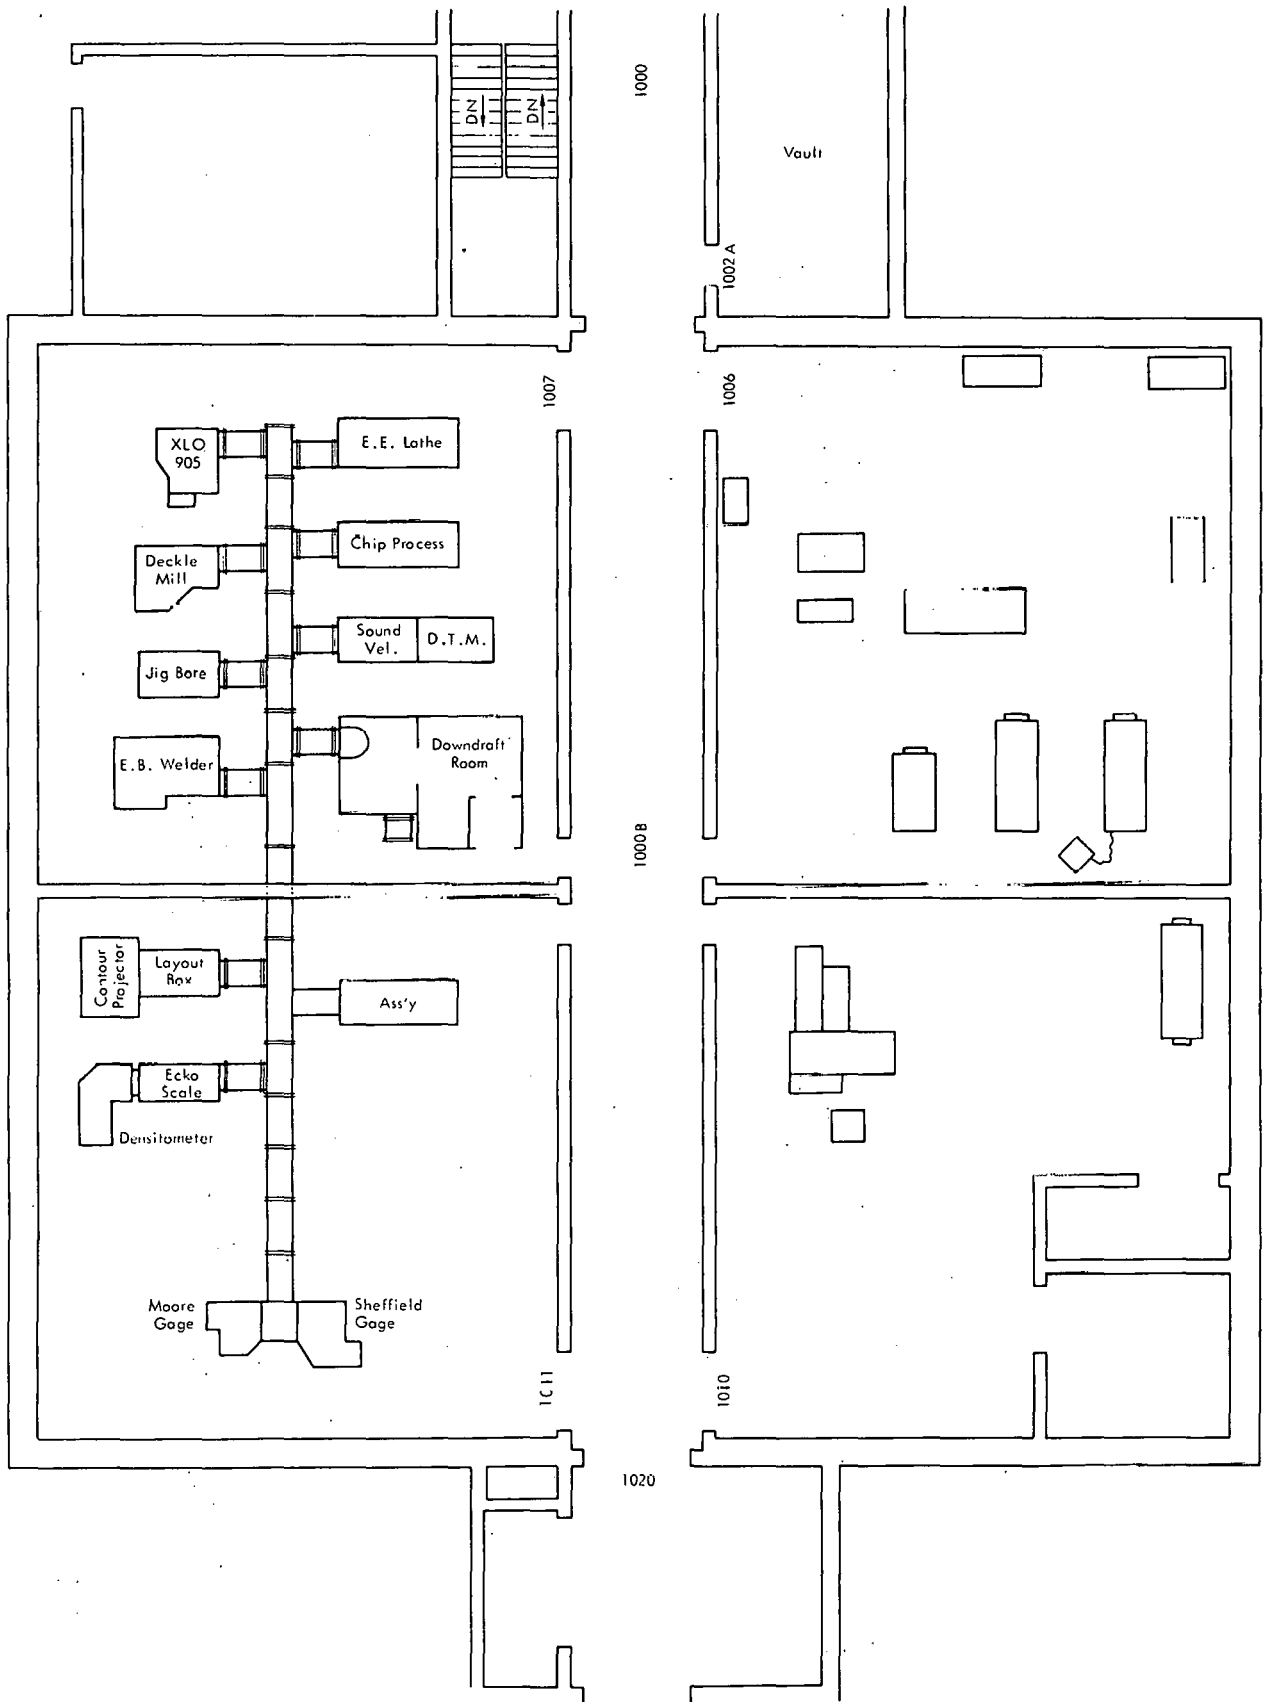 1000
DN
DN
Vault
1002 A
1007
1006
XLO
905
E.E. Lathe
Deckle
Mill
Chip Process
Sound
Vel.
D.T.M.
Jig Bore
E.B. Welder
Downdraft
Room
1000 B
Contour
Projector
Layout
Box
Ass'y
Ecko
Scale
Densitometer
Moore
Gage
Sheffield
Gage
1011
1010
1020